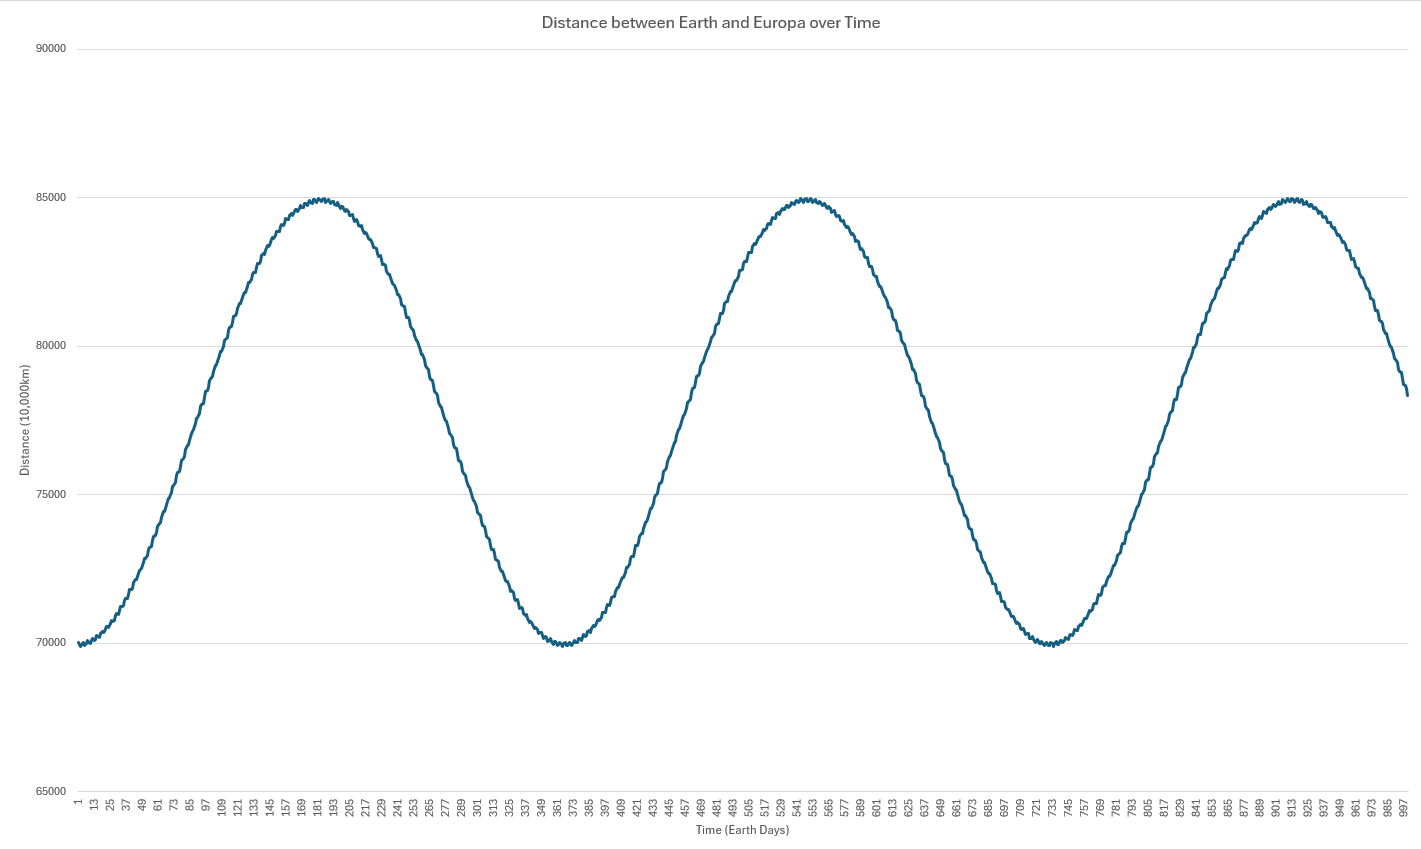 Distance between Earth and Europa over Time
90000
85000
80000
75000
70000
65000
Distance (10,000km)
1 13 25 37 49 61 73 85 97 109 121 133 145 157 169 181 193 205 217 229 241 253 265 277 289 301 313 325 337 349 361 373 385 397 409 421 433 445 457 469 481 493 505 517 529 541 553 565 577 589 601 613 625 637 649 661 673 685 697 709 721 733 745 757 769 781 793 805 817 829 841 853 865 877 889 901 913 925 937 949 961 973 985 997
Time (Earth Days)